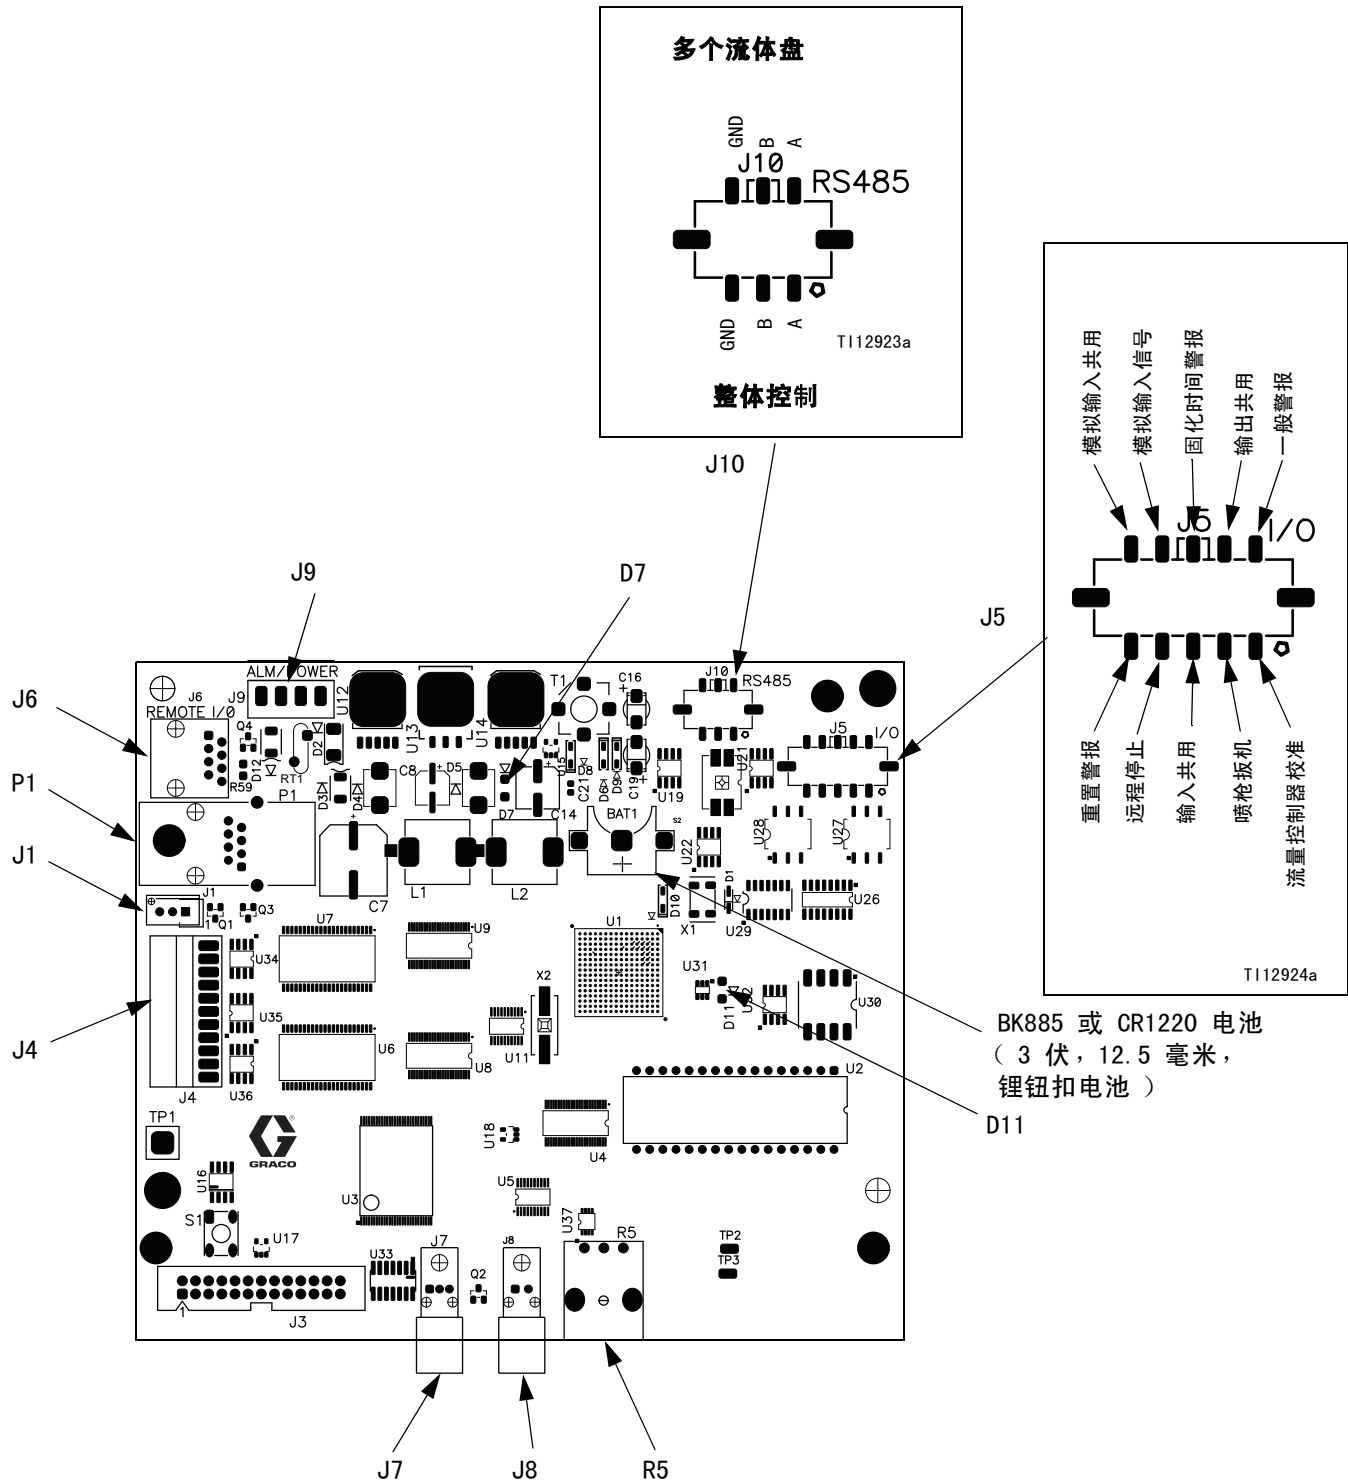 多个流体盘
GND
B
A
J10
RS485
GND
B
A
TI12923a
整体控制
J10
模拟输入共用
模拟输入信号
固化时间警报
输出共用
一般警报
J5
I/O
重置警报
远程停止
输入共用
喷枪扳机
流量控制器校准
TI12924a
J9
D7
J5
J6
P1
J1
J4
ALM/POWER
J9
J6
REMOTE I/O
U12
U13
U14
T1
C16
J10
RS485
J5
I/O
Q4
D12
R59
RT1
D2
P1
D3
D4
C8
D5
D7
C14
U15
D8
C21
D6
D9
C19
U19
U21
BAT1
S2
U22
U28
U27
L1
L2
C7
J1
1
Q1
Q3
U7
U9
U1
D10
X1
D1
U29
U26
U34
U35
U36
J4
U6
U8
U11
X2
U31
D11
U32
U30
BK885 或 CR1220 电池
( 3 伏, 12.5 毫米,
锂钮扣电池 )
D11
U2
TP1
GRACO
U16
S1
U17
U3
U18
U4
U5
U37
R5
TP2
TP3
U33
J7
Q2
J8
1
J3
J7
J8
R5